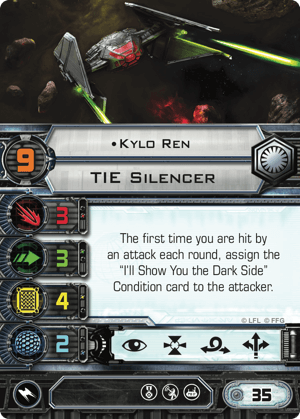 •Kylo Ren
9
TIE Silencer
3
The first time you are hit by
an attack each round, assign the
"I'll Show You the Dark Side"
Condition card to the attacker.
3
4
© LFL © FFG
2
35